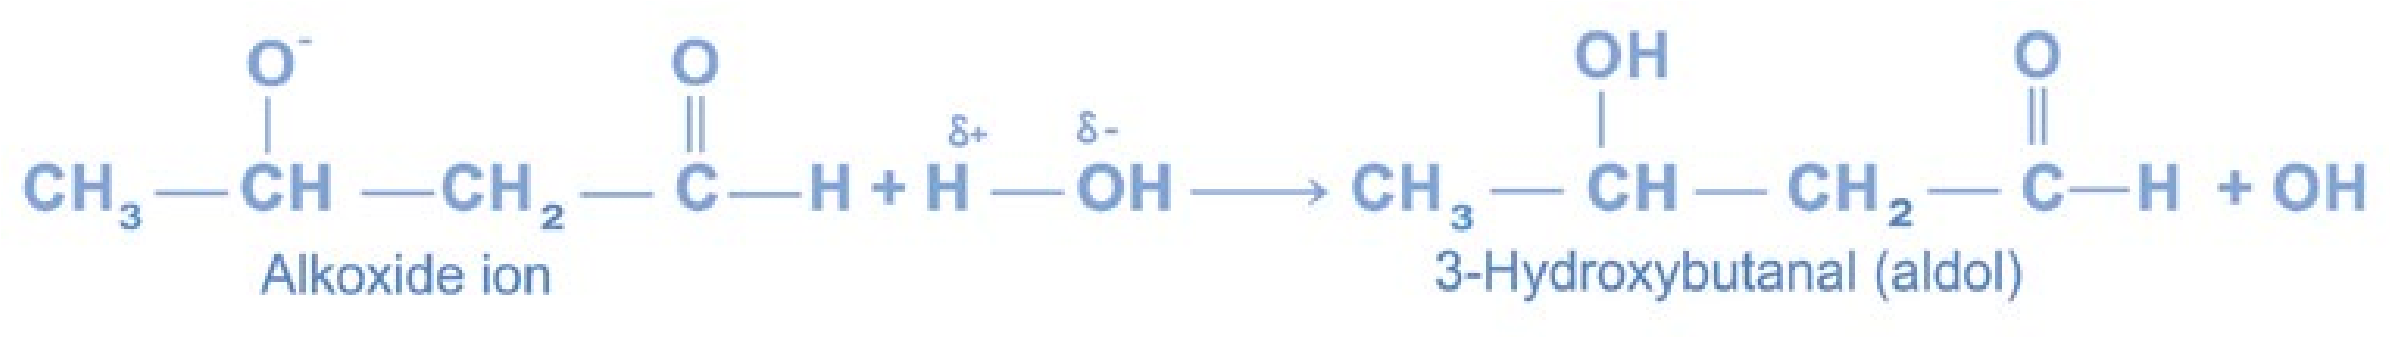 O⁻ O OH O
δ+ δ-
CH₃—CH—CH₂—C—H + H—OH → CH₃—CH—CH₂—C—H + OH
Alkoxide ion 3-Hydroxybutanal (aldol)